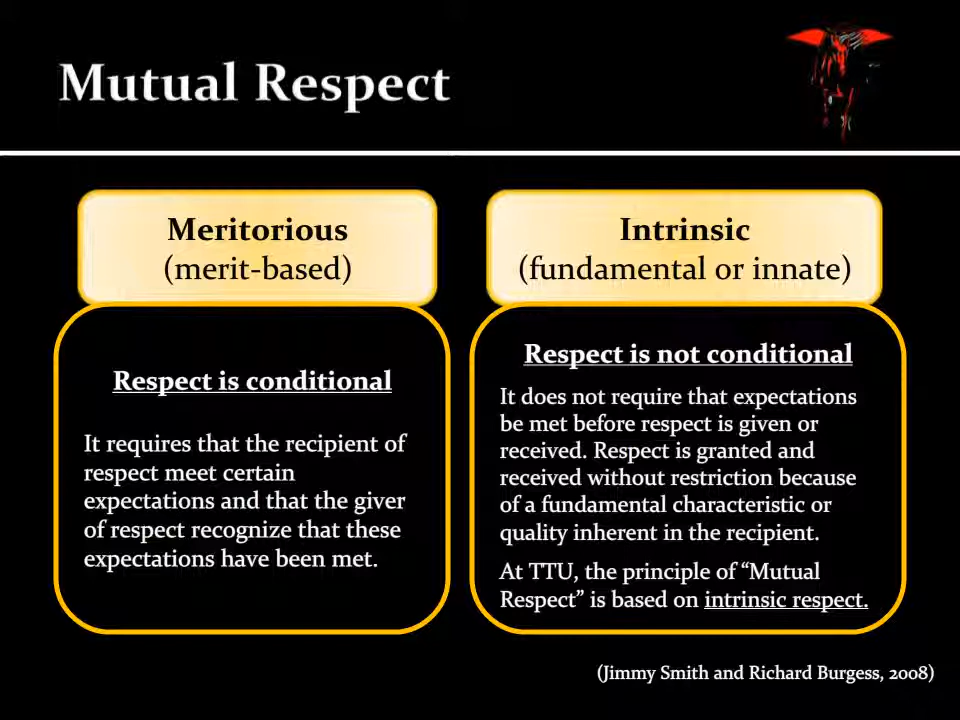 Mutual Respect
Meritorious
(merit-based)
Respect is conditional
It requires that the recipient of
respect meet certain
expectations and that the giver
of respect recognize that these
expectations have been met.
Intrinsic
(fundamental or innate)
Respect is not conditional
It does not require that expectations
be met before respect is given or
received. Respect is granted and
received without restriction because
of a fundamental characteristic or
quality inherent in the recipient.
At TTU, the principle of “Mutual
Respect” is based on intrinsic respect.
(Jimmy Smith and Richard Burgess, 2008)